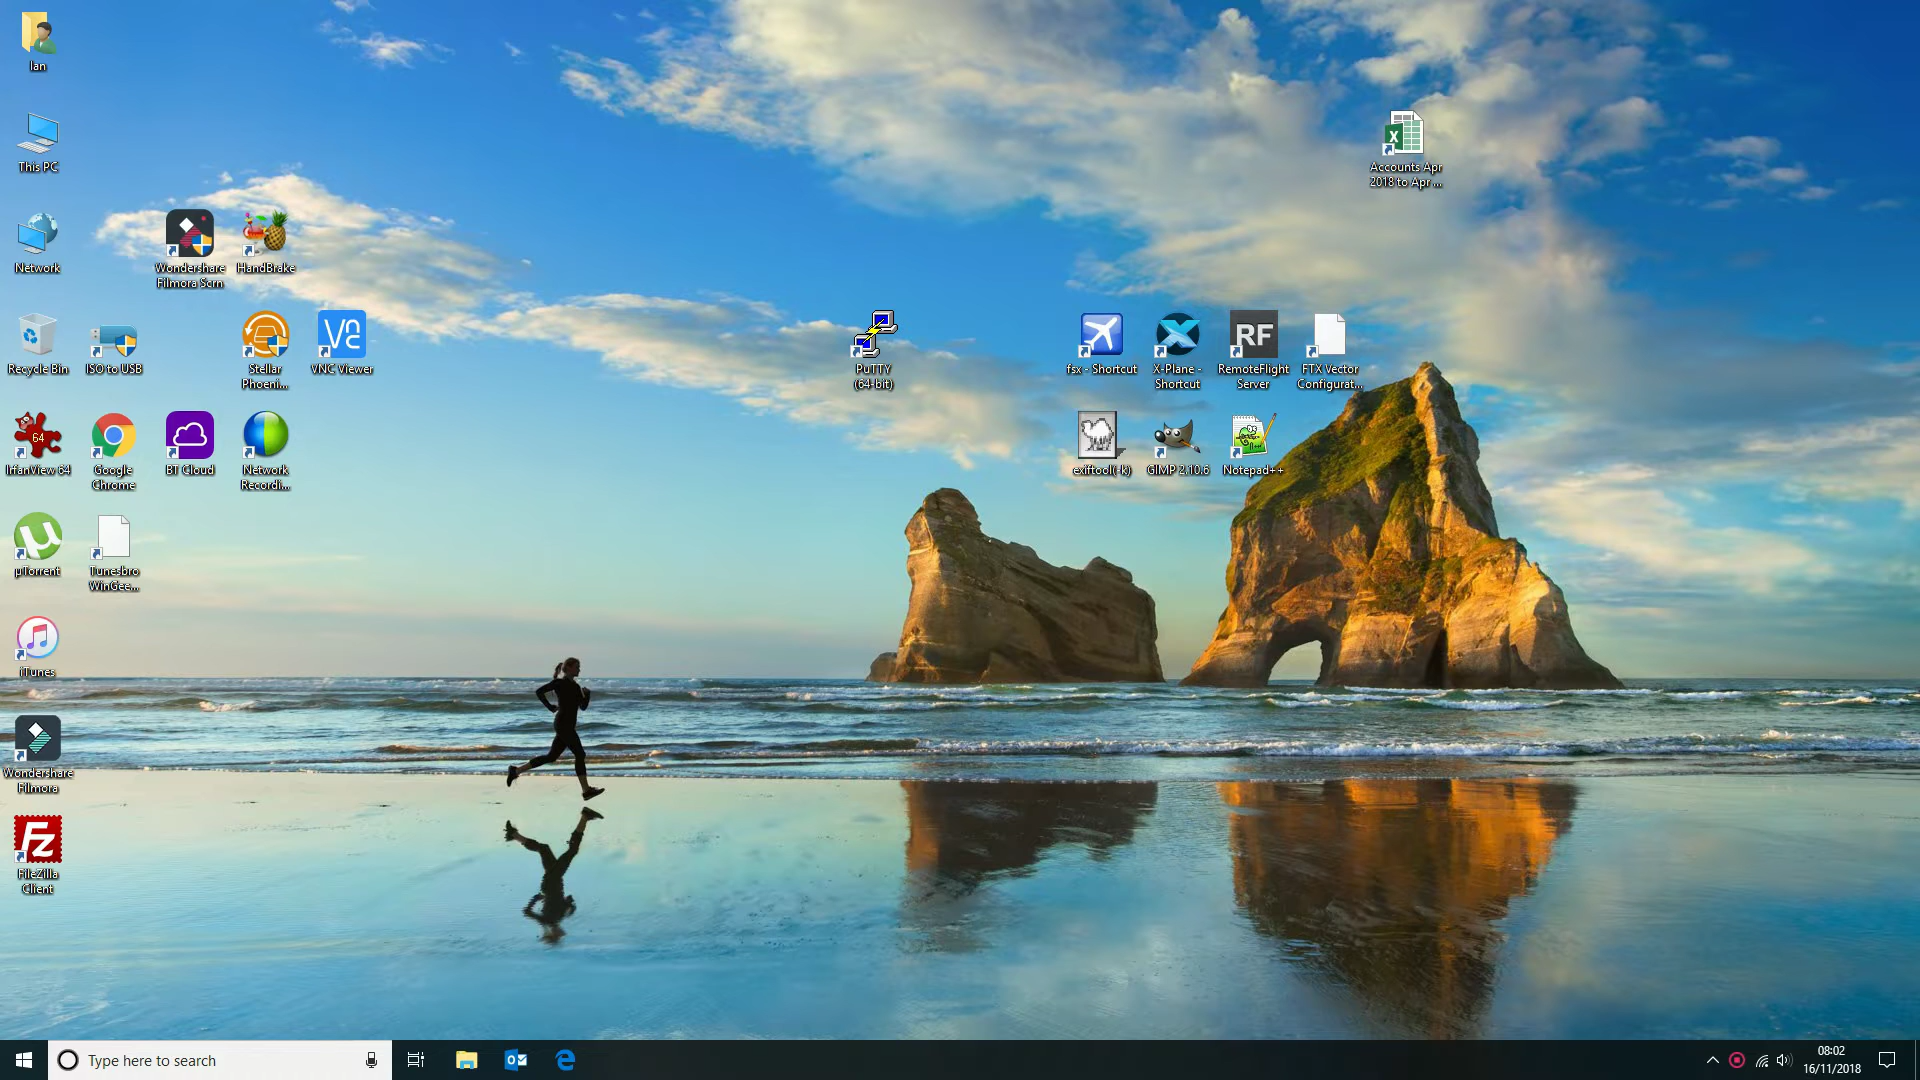 Ian
This PC
Accounts Apr
2018 to Apr ...
Network
Wondershare
Filmora Scrn
HandBrake
Recycle Bin
ISO to USB
Stellar
Phoeni...
VNC Viewer
PuTTY
(64-bit)
fsx - Shortcut
X-Plane -
Shortcut
RF
RemoteFlight
Server
FTX Vector
Configurat...
64
IrfanView 64
Google
Chrome
BT Cloud
Network
Recordi...
exiftool(-k)
GIMP 2.10.6
Notepad++
µTorrent
Tunesbro
WinGee...
iTunes
Wondershare
Filmora
Fz
FileZilla
Client
Type here to search
08:02
16/11/2018